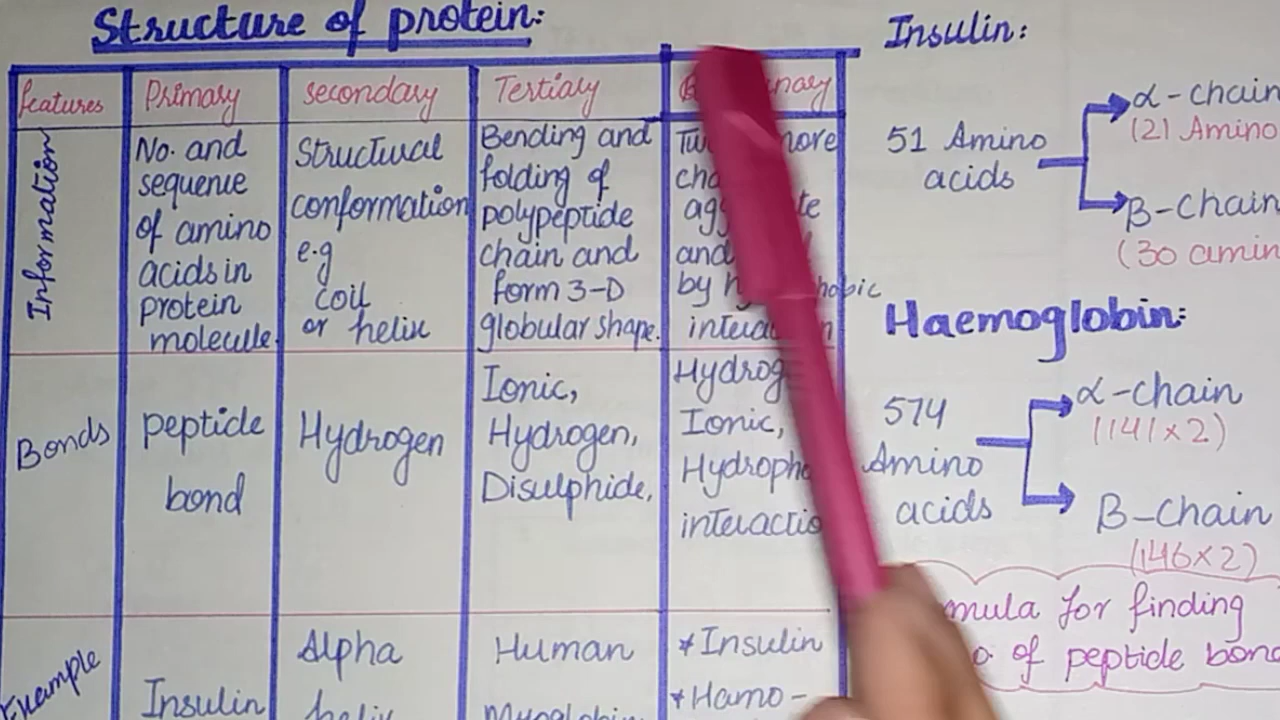 Structure of protein:
features
Primary
secondary
Tertiary
Information
No. and
sequence
of amino
acids in
protein
molecule.
Structural
conformation
e.g
coil
or helix
Bending and
folding of
polypeptide
chain and
form 3-D
globular shape.
more
and
by
Bonds
peptide
bond
Hydrogen
Ionic,
Hydrogen,
Disulphide,
Ionic,
Example
Insulin
Alpha
helix
Human
Myoglobin
*Insulin
*Hamo-
Insulin:
51 Amino
acids
α-chain
(21 Amino
β-chain
(30 amin
Haemoglobin:
574
Amino
acids
α-chain
(141×2)
β-chain
(146×2)
mula for finding
of peptide bond